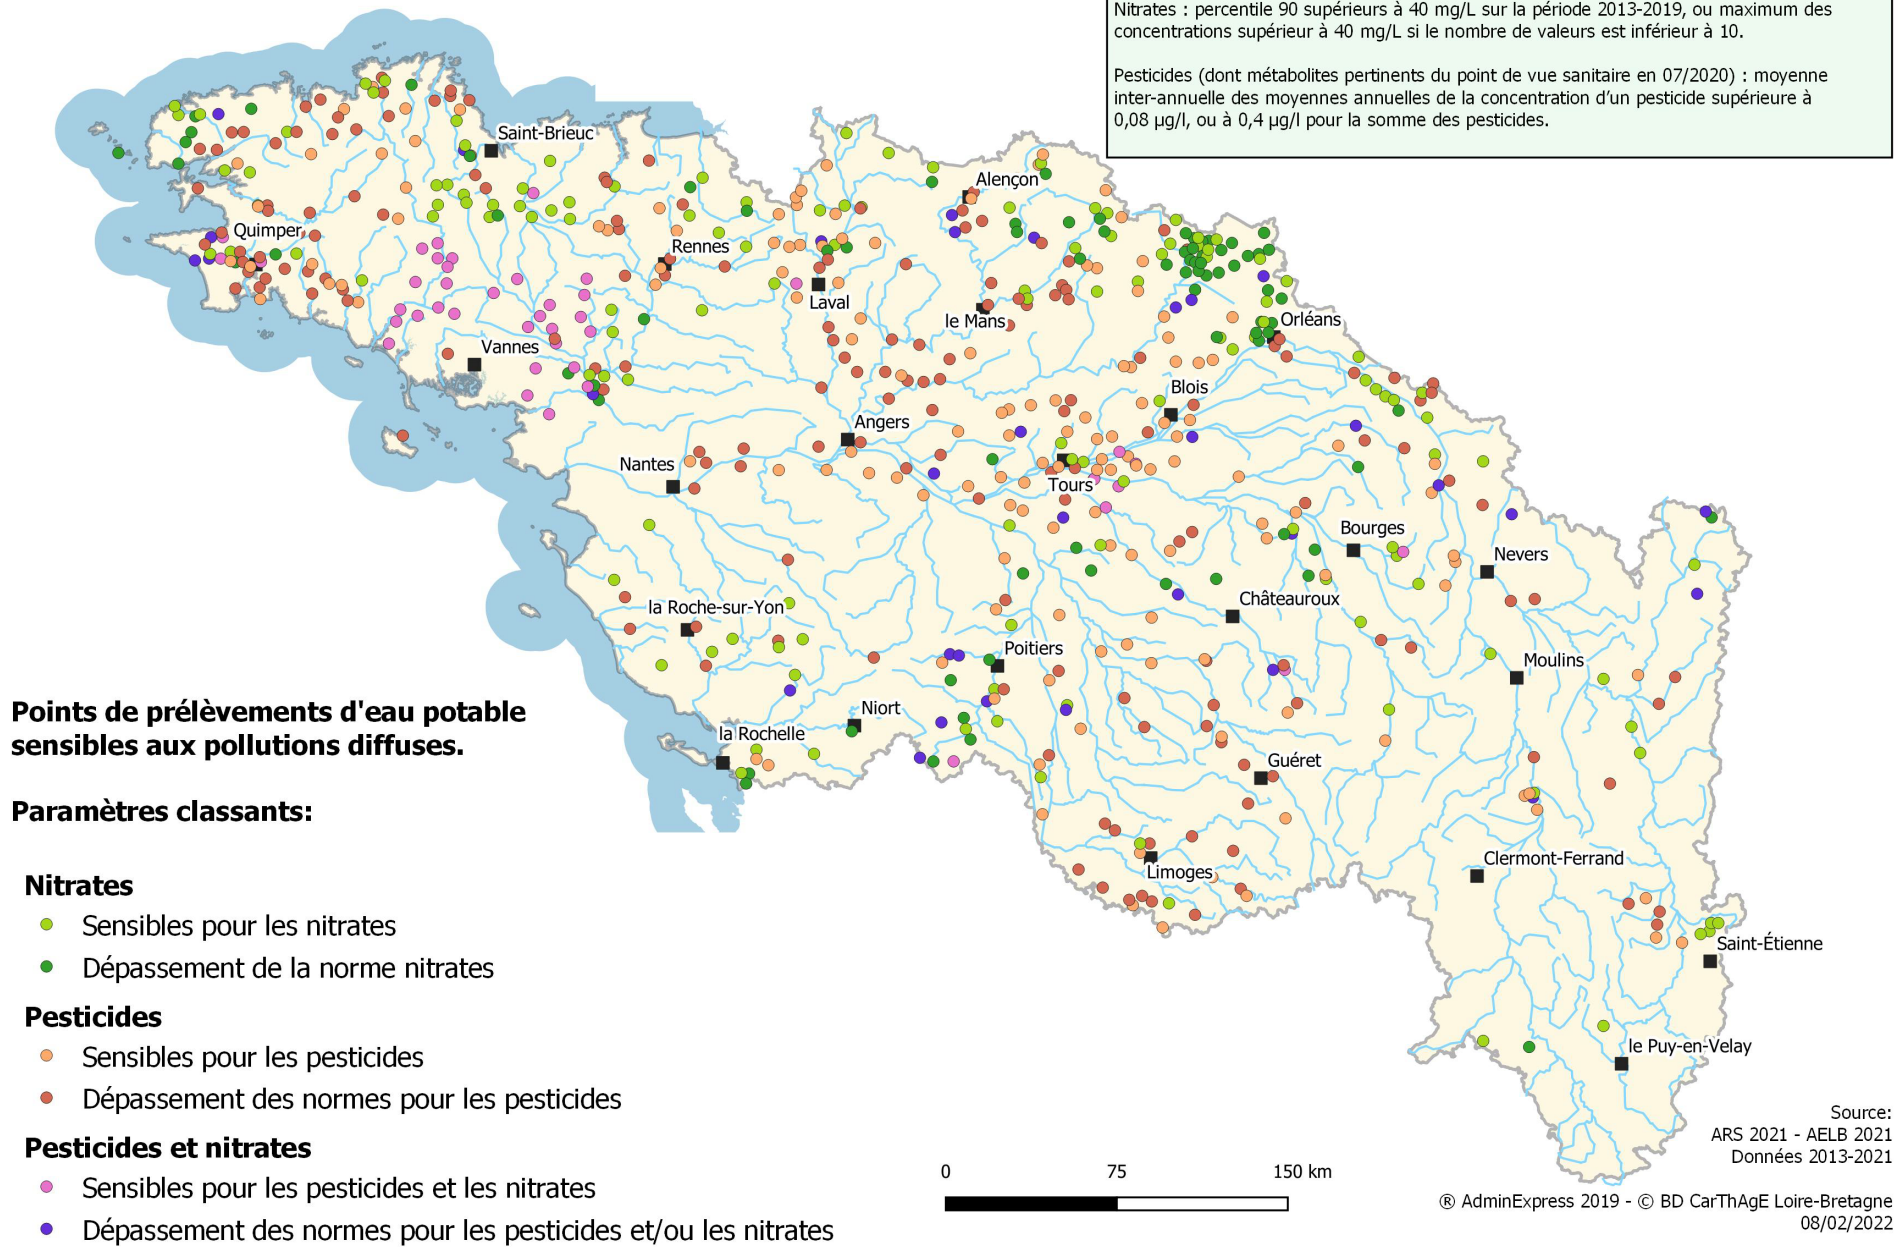 Nitrates : percentile 90 supérieurs à 40 mg/L sur la période 2013-2019, ou maximum des
concentrations supérieur à 40 mg/L si le nombre de valeurs est inférieur à 10.
Pesticides (dont métabolites pertinents du point de vue sanitaire en 07/2020) : moyenne
inter-annuelle des moyennes annuelles de la concentration d'un pesticide supérieure à
0,08 µg/l, ou à 0,4 µg/l pour la somme des pesticides.
Saint-Brieuc
Alençon
Quimper
Rennes
Laval
le Mans
Orléans
Vannes
Blois
Angers
Nantes
Tours
Bourges
Nevers
Châteauroux
la Roche-sur-Yon
Poitiers
Moulins
Niort
la Rochelle
Guéret
Clermont-Ferrand
Limoges
Saint-Étienne
le Puy-en-Velay
Points de prélèvements d'eau potable
sensibles aux pollutions diffuses.
Paramètres classants:
Nitrates
Sensibles pour les nitrates
Dépassement de la norme nitrates
Pesticides
Sensibles pour les pesticides
Dépassement des normes pour les pesticides
Pesticides et nitrates
Sensibles pour les pesticides et les nitrates
Dépassement des normes pour les pesticides et/ou les nitrates
0 75 150 km
Source:
ARS 2021 - AELB 2021
Données 2013-2021
® AdminExpress 2019 - © BD CarThAgE Loire-Bretagne
08/02/2022